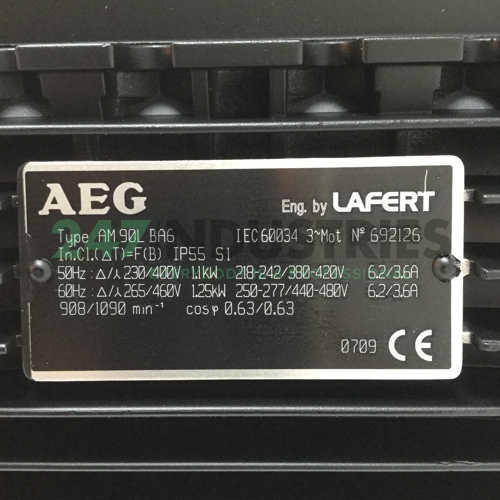 AEG Eng. by LAFERT
Type AM 90L BA6 IEC 60034 3~Mot Nº 692126
In.Cl.(ΔT)=F(B) IP55 S1
50Hz: △/⅄ 230/400V 1.1kW 218-242/380-420V 6.2/3.6A
60Hz: △/⅄ 265/460V 1.25kW 250-277/440-480V 6.2/3.6A
908/1090 min⁻¹ cosφ 0.63/0.63
0709 CE
247 INDUSTRIES